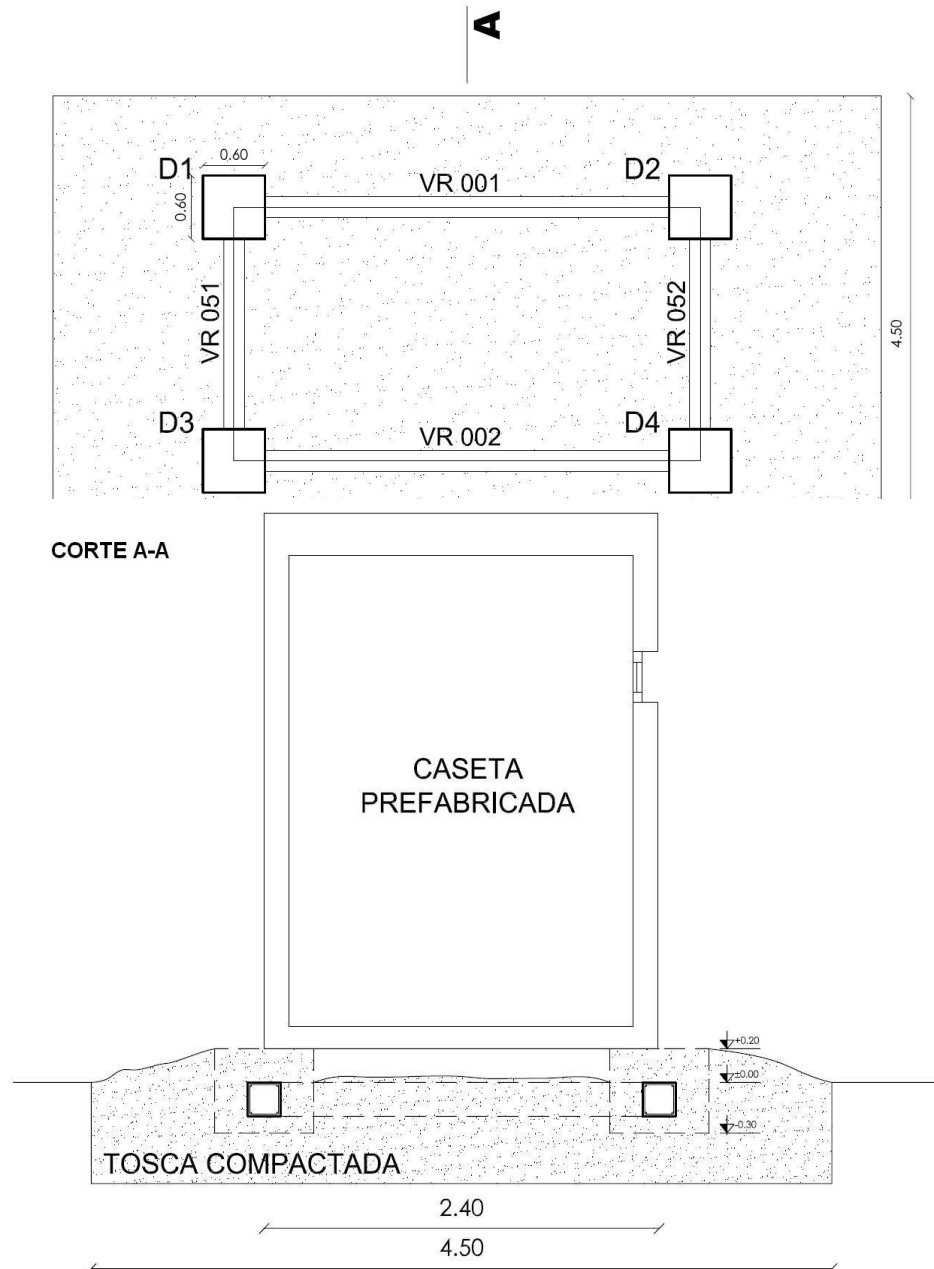 A
D1
0.60
VR 001
D2
0.60
VR 051
VR 052
4.50
D3
VR 002
D4
CORTE A-A
CASETA
PREFABRICADA
+0.20
±0.00
-0.30
TOSCA COMPACTADA
2.40
4.50